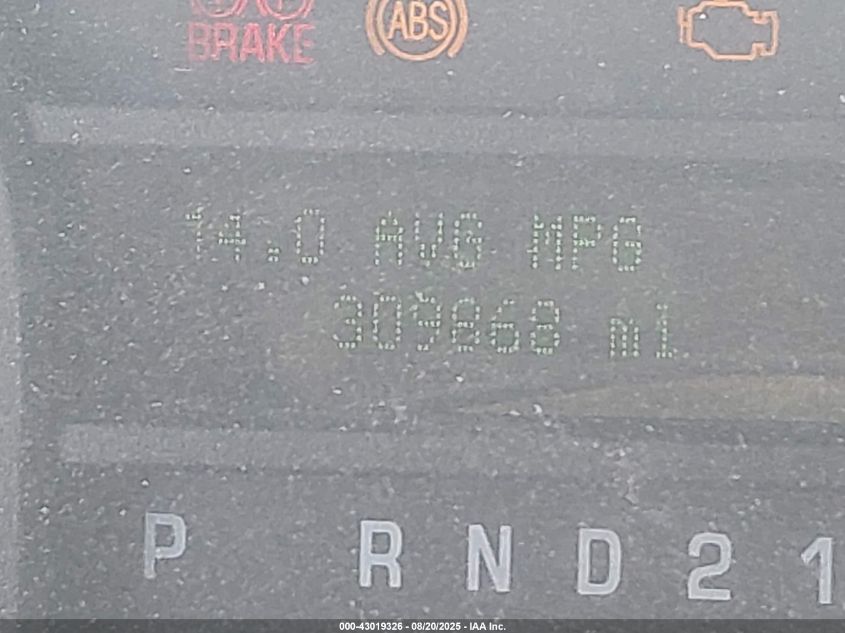 BRAKE ABS
14.0 AVG MPG
309868 mi
P R N D 2 1
000-43019326 - 08/20/2025 - IAA Inc.